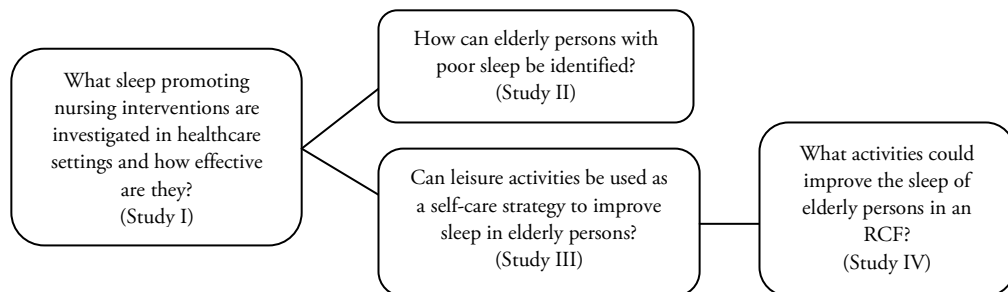 What sleep promoting
nursing interventions are
investigated in healthcare
settings and how effective
are they?
(Study I)
How can elderly persons with
poor sleep be identified?
(Study II)
Can leisure activities be used as
a self-care strategy to improve
sleep in elderly persons?
(Study III)
What activities could
improve the sleep of
elderly persons in an
RCF?
(Study IV)